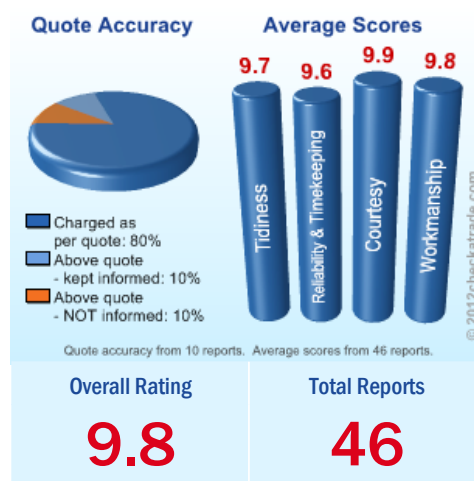 Quote Accuracy
Average Scores
9.7
9.6
9.9
9.8
Tidiness
Reliability & Timekeeping
Courtesy
Workmanship
Charged as
per quote: 80%
Above quote
- kept informed: 10%
Above quote
- NOT informed: 10%
© 2012checkatrade.com
Quote accuracy from 10 reports. Average scores from 46 reports.
Overall Rating
Total Reports
9.8
46